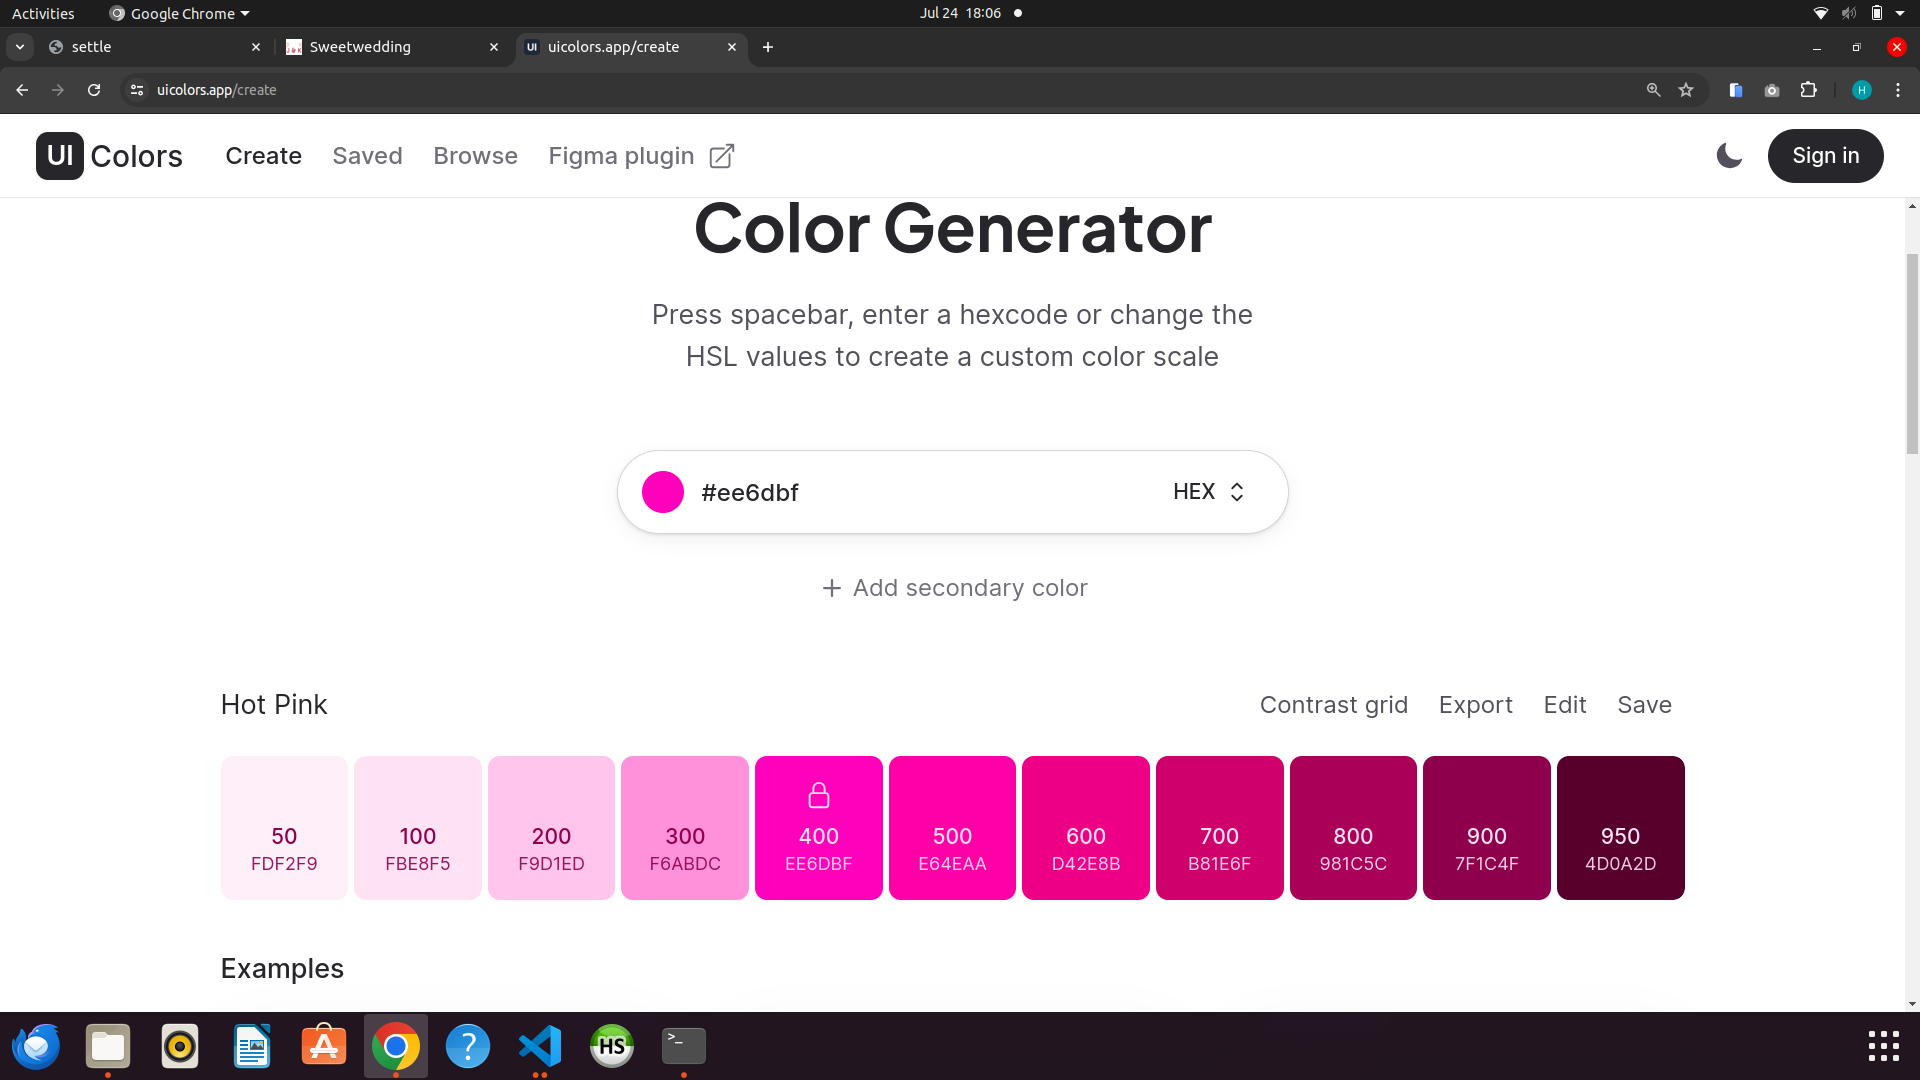 Activities
Google Chrome
Jul 24 18:06
settle
Sweetwedding
UI uicolors.app/create
uicolors.app/create
H
UI Colors
Create
Saved
Browse
Figma plugin
Sign in
Color Generator
Press spacebar, enter a hexcode or change the
HSL values to create a custom color scale
#ee6dbf
HEX
+ Add secondary color
Hot Pink
Contrast grid
Export
Edit
Save
50
FDF2F9
100
FBE8F5
200
F9D1ED
300
F6ABDC
400
EE6DBF
500
E64EAA
600
D42E8B
700
B81E6F
800
981C5C
900
7F1C4F
950
4D0A2D
Examples
?
HS
>_